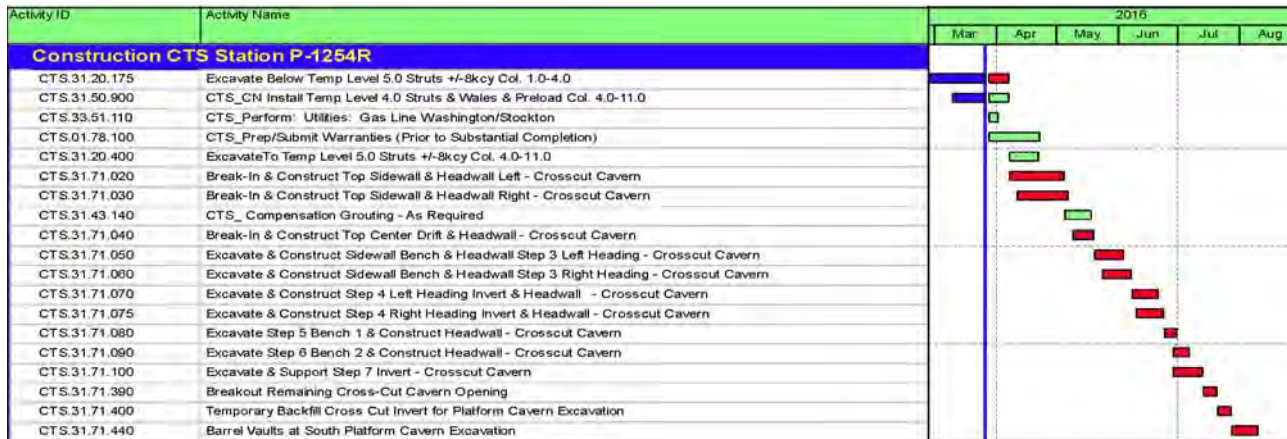 Activity ID Activity Name 2016
Mar Apr May Jun Jul Aug
Construction CTS Station P-1254R
CTS.31.20.175 Excavate Below Temp Level 5.0 Struts +/-8kcy Col. 1.0-4.0
CTS.31.50.900 CTS_CN Install Temp Level 4.0 Struts & Wales & Preload Col. 4.0-11.0
CTS.33.51.110 CTS_Perform: Utilities: Gas Line Washington/Stockton
CTS.01.78.100 CTS_Prep/Submit Warranties (Prior to Substantial Completion)
CTS.31.20.400 ExcavateTo Temp Level 5.0 Struts +/-8kcy Col. 4.0-11.0
CTS.31.71.020 Break-In & Construct Top Sidewall & Headwall Left - Crosscut Cavern
CTS.31.71.030 Break-In & Construct Top Sidewall & Headwall Right - Crosscut Cavern
CTS.31.43.140 CTS_ Compensation Grouting - As Required
CTS.31.71.040 Break-In & Construct Top Center Drift & Headwall - Crosscut Cavern
CTS.31.71.050 Excavate & Construct Sidewall Bench & Headwall Step 3 Left Heading - Crosscut Cavern
CTS.31.71.060 Excavate & Construct Sidewall Bench & Headwall Step 3 Right Heading - Crosscut Cavern
CTS.31.71.070 Excavate & Construct Step 4 Left Heading Invert & Headwall - Crosscut Cavern
CTS.31.71.075 Excavate & Construct Step 4 Right Heading Invert & Headwall - Crosscut Cavern
CTS.31.71.080 Excavate Step 5 Bench 1 & Construct Headwall - Crosscut Cavern
CTS.31.71.090 Excavate Step 6 Bench 2 & Construct Headwall - Crosscut Cavern
CTS.31.71.100 Excavate & Support Step 7 Invert - Crosscut Cavern
CTS.31.71.390 Breakout Remaining Cross-Cut Cavern Opening
CTS.31.71.400 Temporary Backfill Cross Cut Invert for Platform Cavern Excavation
CTS.31.71.440 Barrel Vaults at South Platform Cavern Excavation